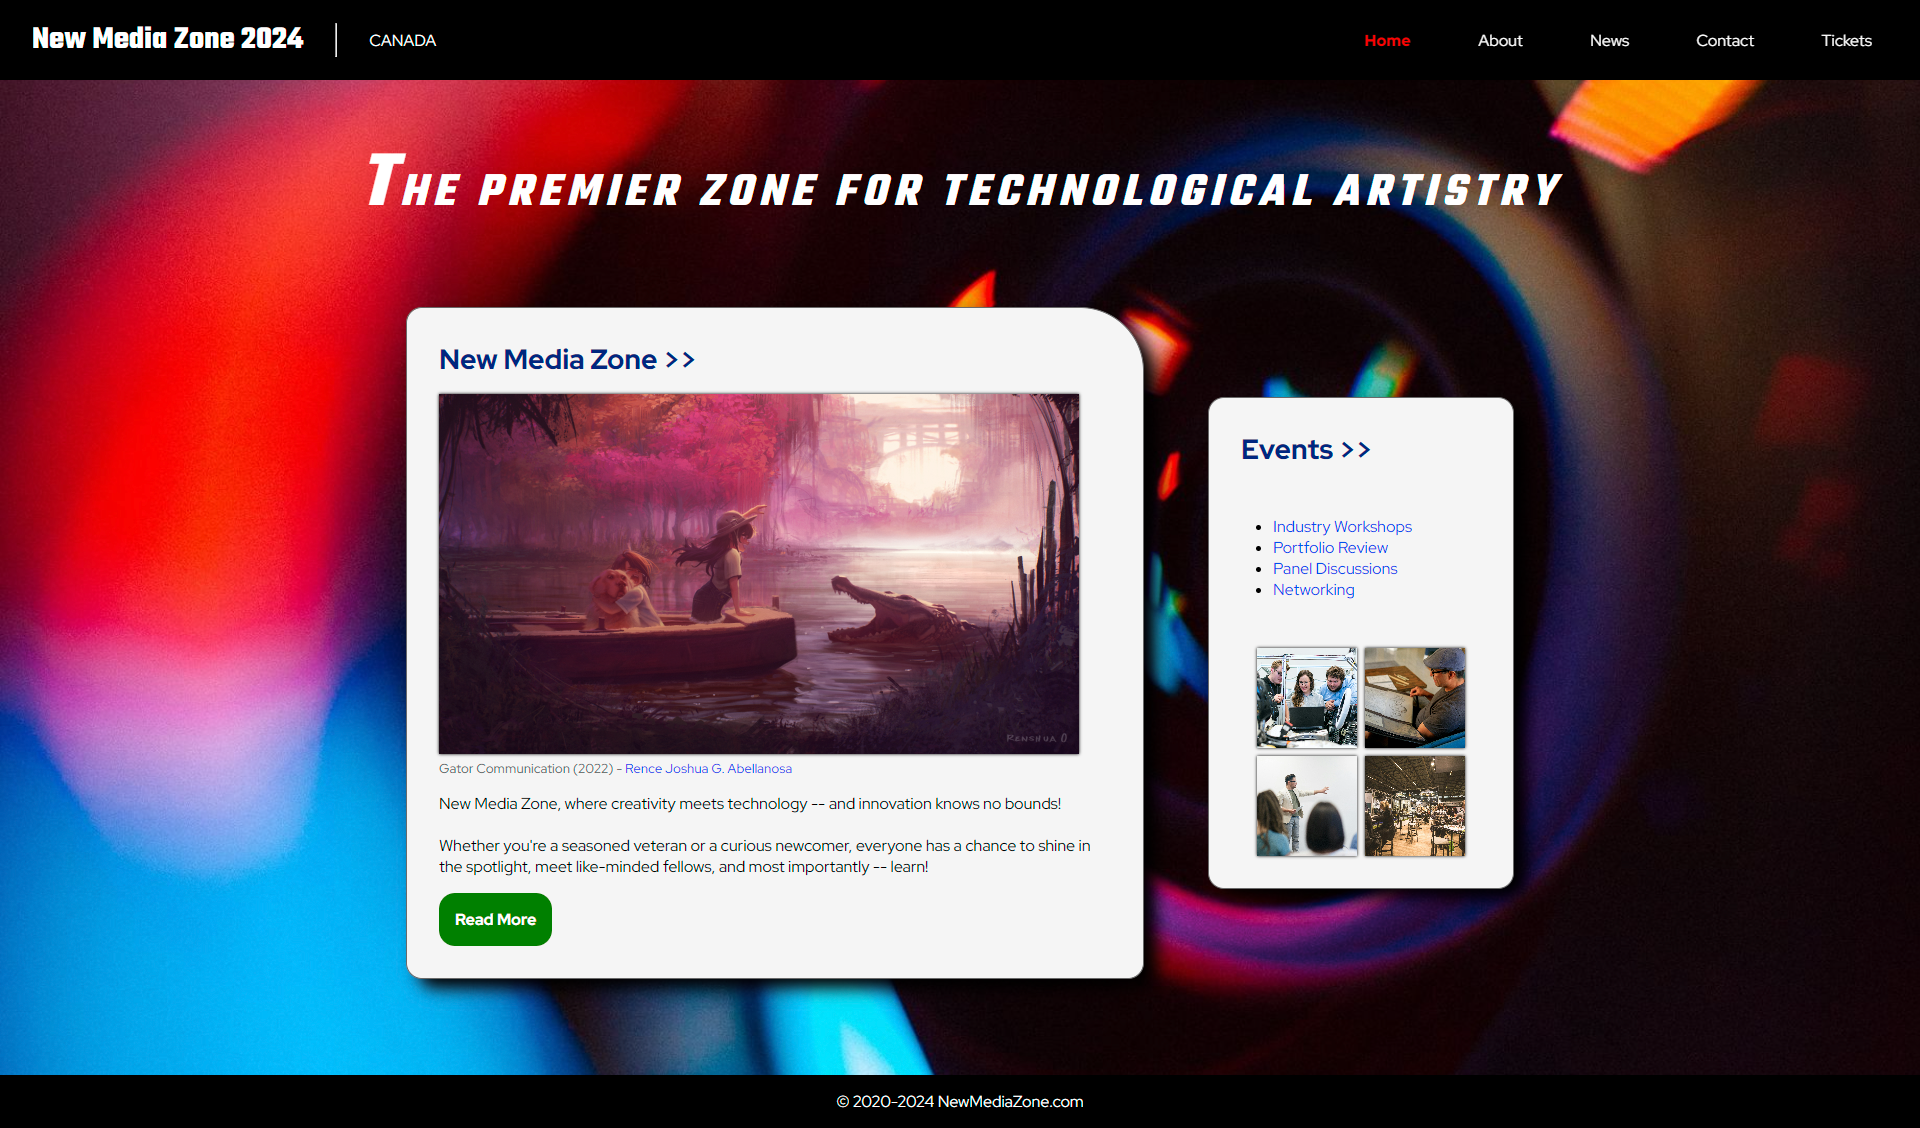 New Media Zone 2024
CANADA
Home
About
News
Contact
Tickets
The premier zone for technological artistry
New Media Zone >>
RENSHUA O
Gator Communication (2022) - Rence Joshua G. Abellanosa
New Media Zone, where creativity meets technology -- and innovation knows no bounds!
Whether you're a seasoned veteran or a curious newcomer, everyone has a chance to shine in
the spotlight, meet like-minded fellows, and most importantly -- learn!
Read More
Events >>
Industry Workshops
Portfolio Review
Panel Discussions
Networking
© 2020-2024 NewMediaZone.com